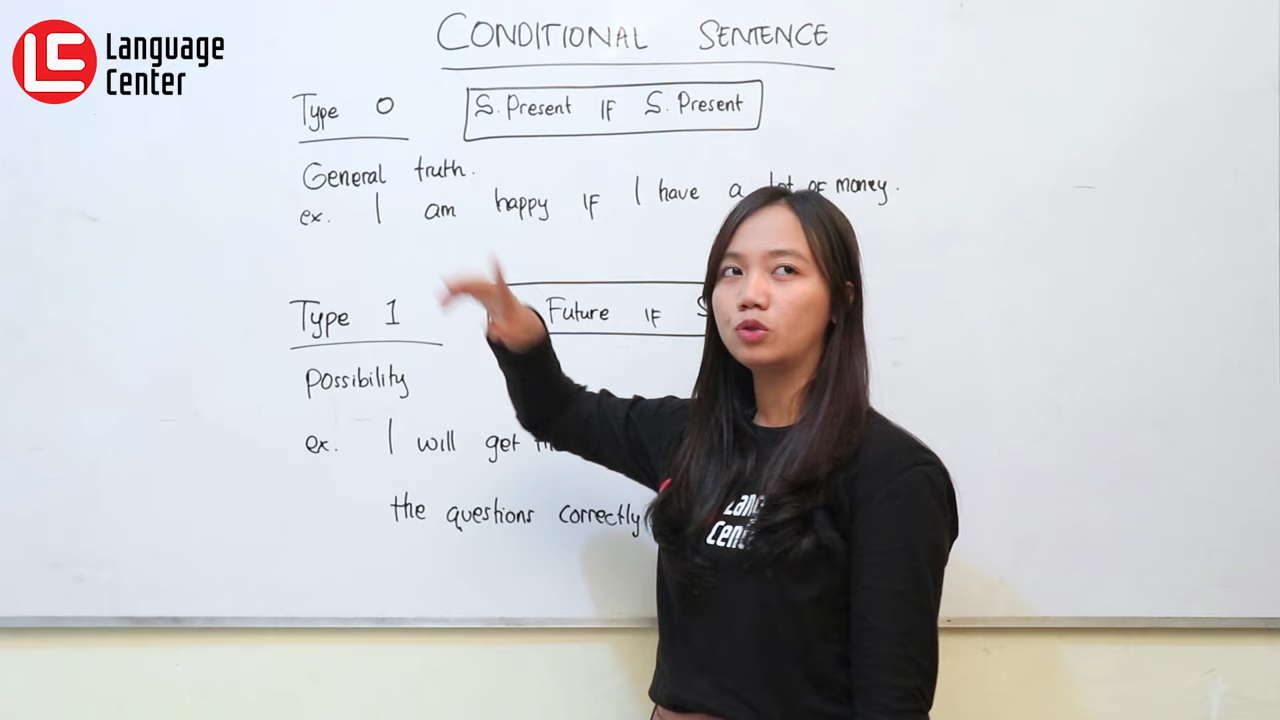 Language
Center
CONDITIONAL SENTENCE
Type 0 S. Present IF S. Present
General truth.
ex. I am happy IF I have a lot OF money.
Type 1 Future IF S
Possibility
ex. I will get
the questions correctly
Center